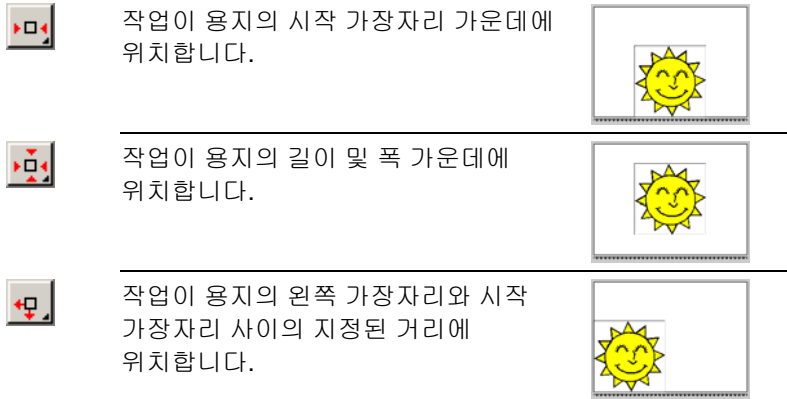 작업이 용지의 시작 가장자리 가운데에
위치합니다.
작업이 용지의 길이 및 폭 가운데에
위치합니다.
작업이 용지의 왼쪽 가장자리와 시작
가장자리 사이의 지정된 거리에
위치합니다.